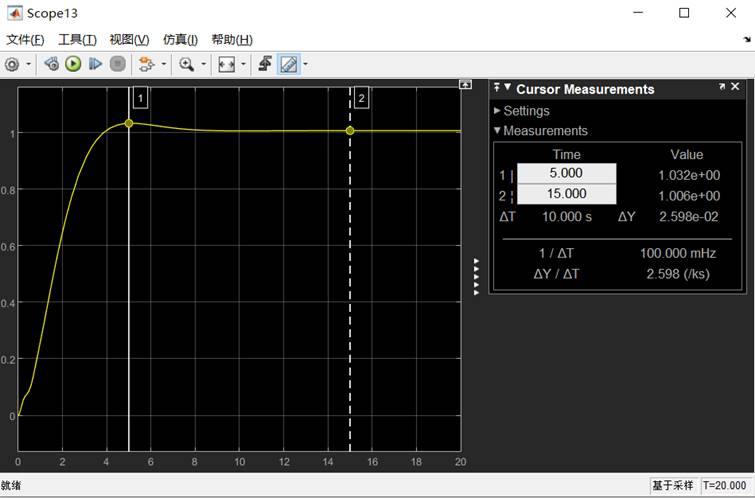 Scope13
文件(F) 工具(T) 视图(V) 仿真(I) 帮助(H)
1 2
1
0.8
0.6
0.4
0.2
0
0 2 4 6 8 10 12 14 16 18 20
Cursor Measurements
Settings
Measurements
Time Value
1 | 5.000 1.032e+00
2 ¦ 15.000 1.006e+00
ΔT 10.000 s ΔY 2.598e-02
1 / ΔT 100.000 mHz
ΔY / ΔT 2.598 (/ks)
就绪 基于采样 T=20.000